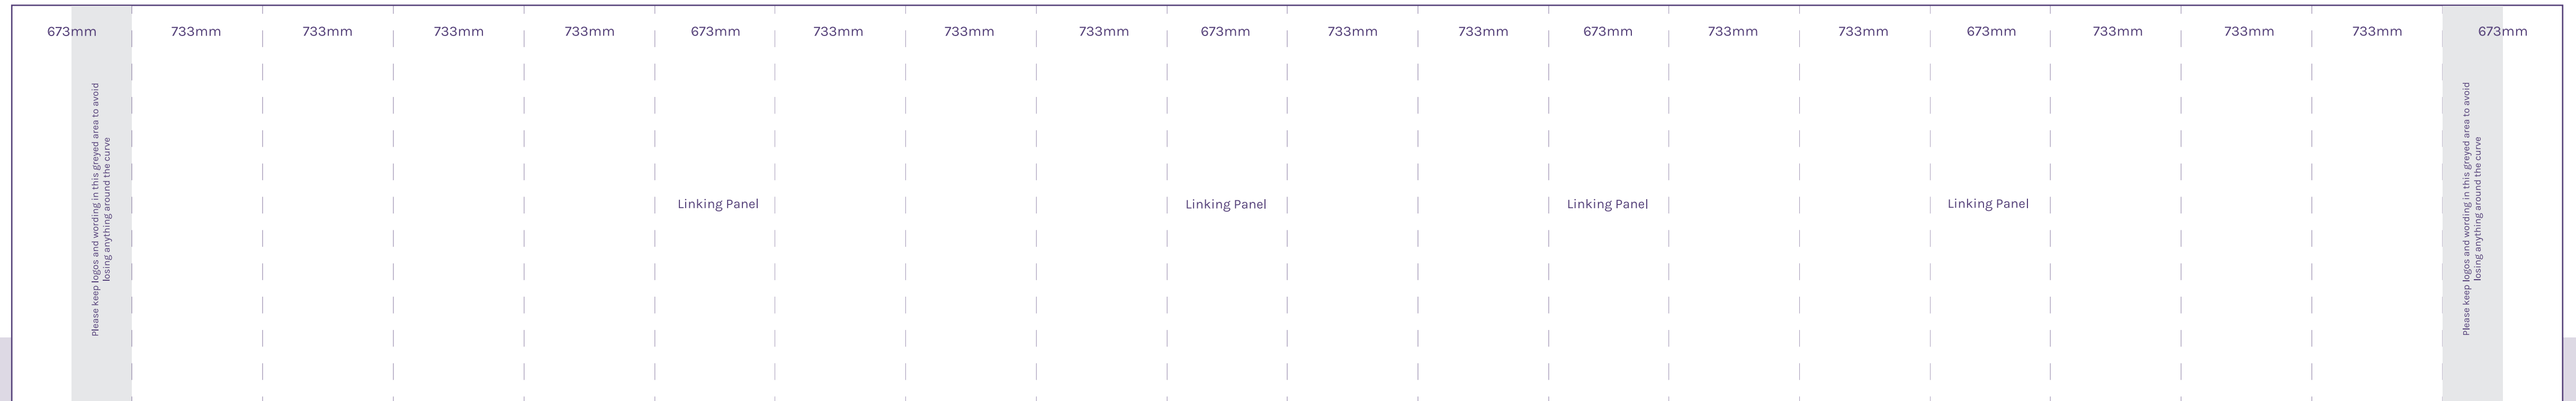 673mm 733mm 733mm 733mm 733mm 673mm 733mm 733mm 733mm 673mm 733mm 733mm 673mm 733mm 733mm 673mm 733mm 733mm 733mm 673mm
Please keep logos and wording in this greyed area to avoid
losing anything around the curve
Linking Panel Linking Panel Linking Panel Linking Panel
Please keep logos and wording in this greyed area to avoid
losing anything around the curve